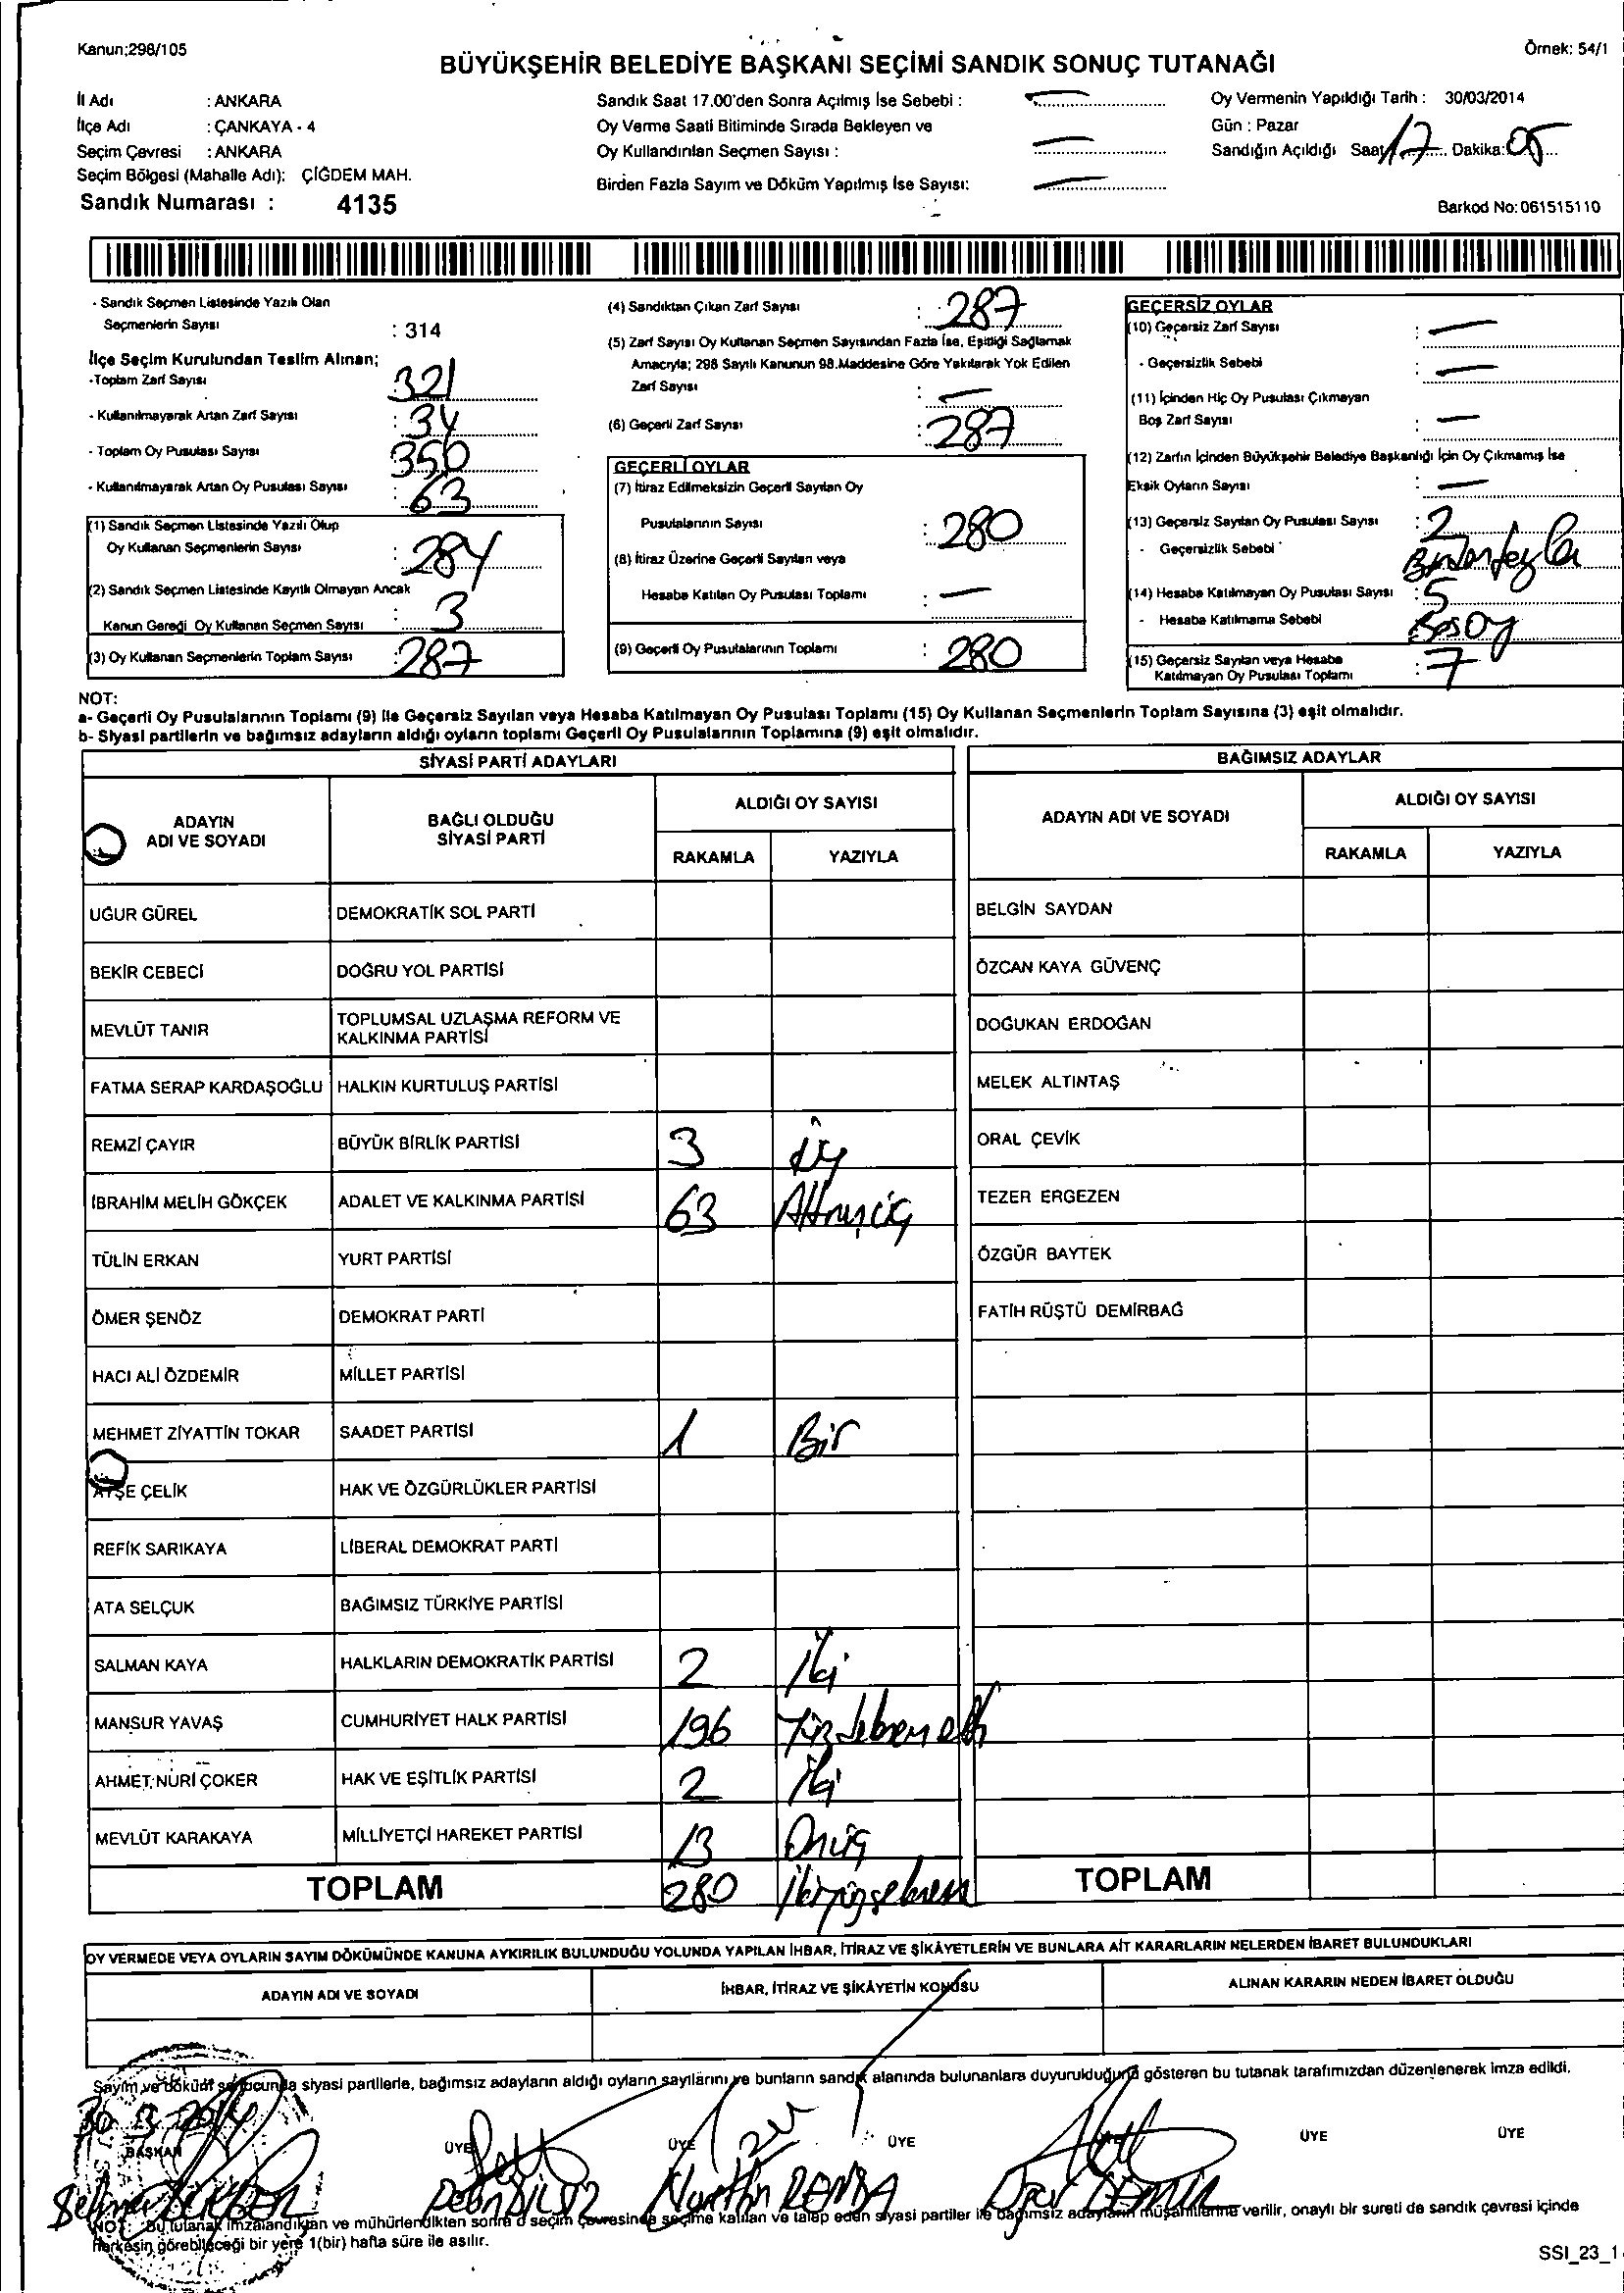 Kanun;298/105
Örnek: 54/1
BÜYÜKŞEHİR BELEDİYE BAŞKANI SEÇİMİ SANDIK SONUÇ TUTANAĞI
İl Adı : ANKARA
İlçe Adı : ÇANKAYA - 4
Seçim Çevresi : ANKARA
Seçim Bölgesi (Mahalle Adı): ÇİĞDEM MAH.
Sandık Numarası : 4135
Sandık Saat 17.00'den Sonra Açılmış İse Sebebi : —
Oy Verme Saati Bitiminde Sırada Bekleyen ve
Oy Kullandırılan Seçmen Sayısı : —
Birden Fazla Sayım ve Döküm Yapılmış İse Sayısı: —
Oy Vermenin Yapıldığı Tarih : 30/03/2014
Gün : Pazar
Sandığın Açıldığı Saat 17 Dakika: 05
Barkod No: 061515110
- Sandık Seçmen Listesinde Yazılı Olan
Seçmenlerin Sayısı : 314
İlçe Seçim Kurulundan Teslim Alınan;
-Toplam Zarf Sayısı : 321
- Kullanılmayarak Artan Zarf Sayısı : 34
- Toplam Oy Pusulası Sayısı 350
- Kullanılmayarak Artan Oy Pusulası Sayısı : 63
(1) Sandık Seçmen Listesinde Yazılı Olup
Oy Kullanan Seçmenlerin Sayısı : 284
(2) Sandık Seçmen Listesinde Kayıtlı Olmayan Ancak
Kanun Gereği Oy Kullanan Seçmen Sayısı : 3
(3) Oy Kullanan Seçmenlerin Toplam Sayısı : 287
(4) Sandıktan Çıkan Zarf Sayısı : 287
(5) Zarf Sayısı Oy Kullanan Seçmen Sayısından Fazla İse, Eşitliği Sağlamak
Amacıyla; 298 Sayılı Kanunun 98.Maddesine Göre Yakılarak Yok Edilen
Zarf Sayısı : —
(6) Geçerli Zarf Sayısı : 287
GEÇERLİ OYLAR
(7) İtiraz Edilmeksizin Geçerli Sayılan Oy
Pusulalarının Sayısı : 280
(8) İtiraz Üzerine Geçerli Sayılan veya
Hesaba Katılan Oy Pusulası Toplamı : —
(9) Geçerli Oy Pusulalarının Toplamı : 280
GEÇERSİZ OYLAR
(10) Geçersiz Zarf Sayısı : —
- Geçersizlik Sebebi : —
(11) İçinden Hiç Oy Pusulası Çıkmayan
Boş Zarf Sayısı : —
(12) Zarfın İçinden Büyükşehir Belediye Başkanlığı İçin Oy Çıkmamış İse
Eksik Oyların Sayısı : —
(13) Geçersiz Sayılan Oy Pusulası Sayısı : 2
- Geçersizlik Sebebi Birden fazla
(14) Hesaba Katılmayan Oy Pusulası Sayısı : 5
- Hesaba Katılmama Sebebi Boş oy
(15) Geçersiz Sayılan veya Hesaba
Katılmayan Oy Pusulası Toplamı : 7
NOT:
a- Geçerli Oy Pusulalarının Toplamı (9) ile Geçersiz Sayılan veya Hesaba Katılmayan Oy Pusulası Toplamı (15) Oy Kullanan Seçmenlerin Toplam Sayısına (3) eşit olmalıdır.
b- Siyasi partilerin ve bağımsız adayların aldığı oyların toplamı Geçerli Oy Pusulalarının Toplamına (9) eşit olmalıdır.
SİYASİ PARTİ ADAYLARI
ADAYIN
ADI VE SOYADI
BAĞLI OLDUĞU
SİYASİ PARTİ
ALDIĞI OY SAYISI
RAKAMLA YAZIYLA
UĞUR GÜREL DEMOKRATİK SOL PARTİ
BEKİR CEBECİ DOĞRU YOL PARTİSİ
MEVLÜT TANIR TOPLUMSAL UZLAŞMA REFORM VE
KALKINMA PARTİSİ
FATMA SERAP KARDAŞOĞLU HALKIN KURTULUŞ PARTİSİ
REMZİ ÇAYIR BÜYÜK BİRLİK PARTİSİ 3 üç
İBRAHİM MELİH GÖKÇEK ADALET VE KALKINMA PARTİSİ 63 Altmışüç
TÜLİN ERKAN YURT PARTİSİ
ÖMER ŞENÖZ DEMOKRAT PARTİ
HACI ALİ ÖZDEMİR MİLLET PARTİSİ
MEHMET ZİYATTİN TOKAR SAADET PARTİSİ 1 Bir
AYŞE ÇELİK HAK VE ÖZGÜRLÜKLER PARTİSİ
REFİK SARIKAYA LİBERAL DEMOKRAT PARTİ
ATA SELÇUK BAĞIMSIZ TÜRKİYE PARTİSİ
SALMAN KAYA HALKLARIN DEMOKRATİK PARTİSİ 2 İki
MANSUR YAVAŞ CUMHURİYET HALK PARTİSİ 196
AHMET NURİ ÇOKER HAK VE EŞİTLİK PARTİSİ 2 İki
MEVLÜT KARAKAYA MİLLİYETÇİ HAREKET PARTİSİ 13 Onüç
TOPLAM 280 İkiyüzseksen
BAĞIMSIZ ADAYLAR
ADAYIN ADI VE SOYADI
ALDIĞI OY SAYISI
RAKAMLA YAZIYLA
BELGİN SAYDAN
ÖZCAN KAYA GÜVENÇ
DOĞUKAN ERDOĞAN
MELEK ALTINTAŞ
ORAL ÇEVİK
TEZER ERGEZEN
ÖZGÜR BAYTEK
FATİH RÜŞTÜ DEMİRBAĞ
TOPLAM
OY VERMEDE VEYA OYLARIN SAYIM DÖKÜMÜNDE KANUNA AYKIRILIK BULUNDUĞU YOLUNDA YAPILAN İHBAR, İTİRAZ VE ŞİKÂYETLERİN VE BUNLARA AİT KARARLARIN NELERDEN İBARET BULUNDUKLARI
ADAYIN ADI VE SOYADI İHBAR, İTİRAZ VE ŞİKÂYETİN KONUSU ALINAN KARARIN NEDEN İBARET OLDUĞU
Sayım ve döküm sonucunda siyasi partilerle, bağımsız adayların aldığı oyların sayılarını ve bunların sandık alanında bulunanlara duyurulduğunu gösteren bu tutanak tarafımızdan düzenlenerek imza edildi.
30 3 2014
BAŞKAN ÜYE ÜYE ÜYE ÜYE ÜYE ÜYE
NOT: Bu tutanak imzalandıktan ve mühürlendikten sonra o seçim çevresinde seçime katılan ve talep eden siyasi partiler ile bağımsız adayların müşahitlerine verilir, onaylı bir sureti de sandık çevresi içinde
herkesin görebileceği bir yere 1(bir) hafta süre ile asılır.
SSI_23_1